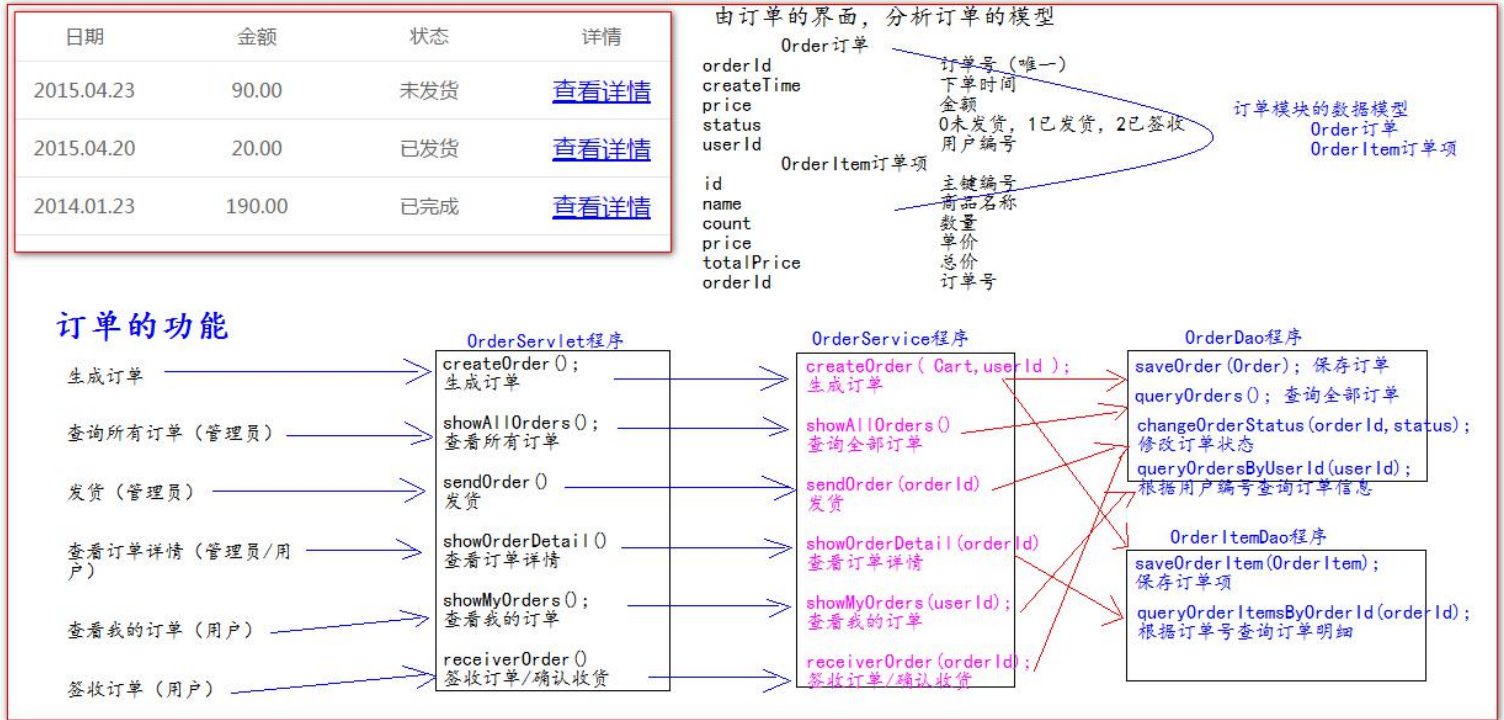 日期 金额 状态 详情
2015.04.23 90.00 未发货 查看详情
2015.04.20 20.00 已发货 查看详情
2014.01.23 190.00 已完成 查看详情
由订单的界面，分析订单的模型
Order订单
orderId 订单号（唯一）
createTime 下单时间
price 金额
status 0未发货，1已发货，2已签收
userId 用户编号
OrderItem订单项
id 主键编号
name 商品名称
count 数量
price 单价
totalPrice 总价
orderId 订单号
订单模块的数据模型
Order订单
OrderItem订单项
订单的功能
生成订单
查询所有订单（管理员）
发货（管理员）
查看订单详情（管理员/用
户）
查看我的订单（用户）
签收订单（用户）
OrderServlet程序
createOrder();
生成订单
showAllOrders();
查看所有订单
sendOrder()
发货
showOrderDetail()
查看订单详情
showMyOrders();
查看我的订单
receiverOrder()
签收订单/确认收货
OrderService程序
createOrder( Cart,userId );
生成订单
showAllOrders()
查询全部订单
sendOrder(orderId)
发货
showOrderDetail(orderId)
查看订单详情
showMyOrders(userId);
查看我的订单
receiverOrder(orderId);
签收订单/确认收货
OrderDao程序
saveOrder(Order); 保存订单
queryOrders(); 查询全部订单
changeOrderStatus(orderId,status);
修改订单状态
queryOrdersByUserId(userId);
根据用户编号查询订单信息
OrderItemDao程序
saveOrderItem(OrderItem);
保存订单项
queryOrderItemsByOrderId(orderId);
根据订单号查询订单明细